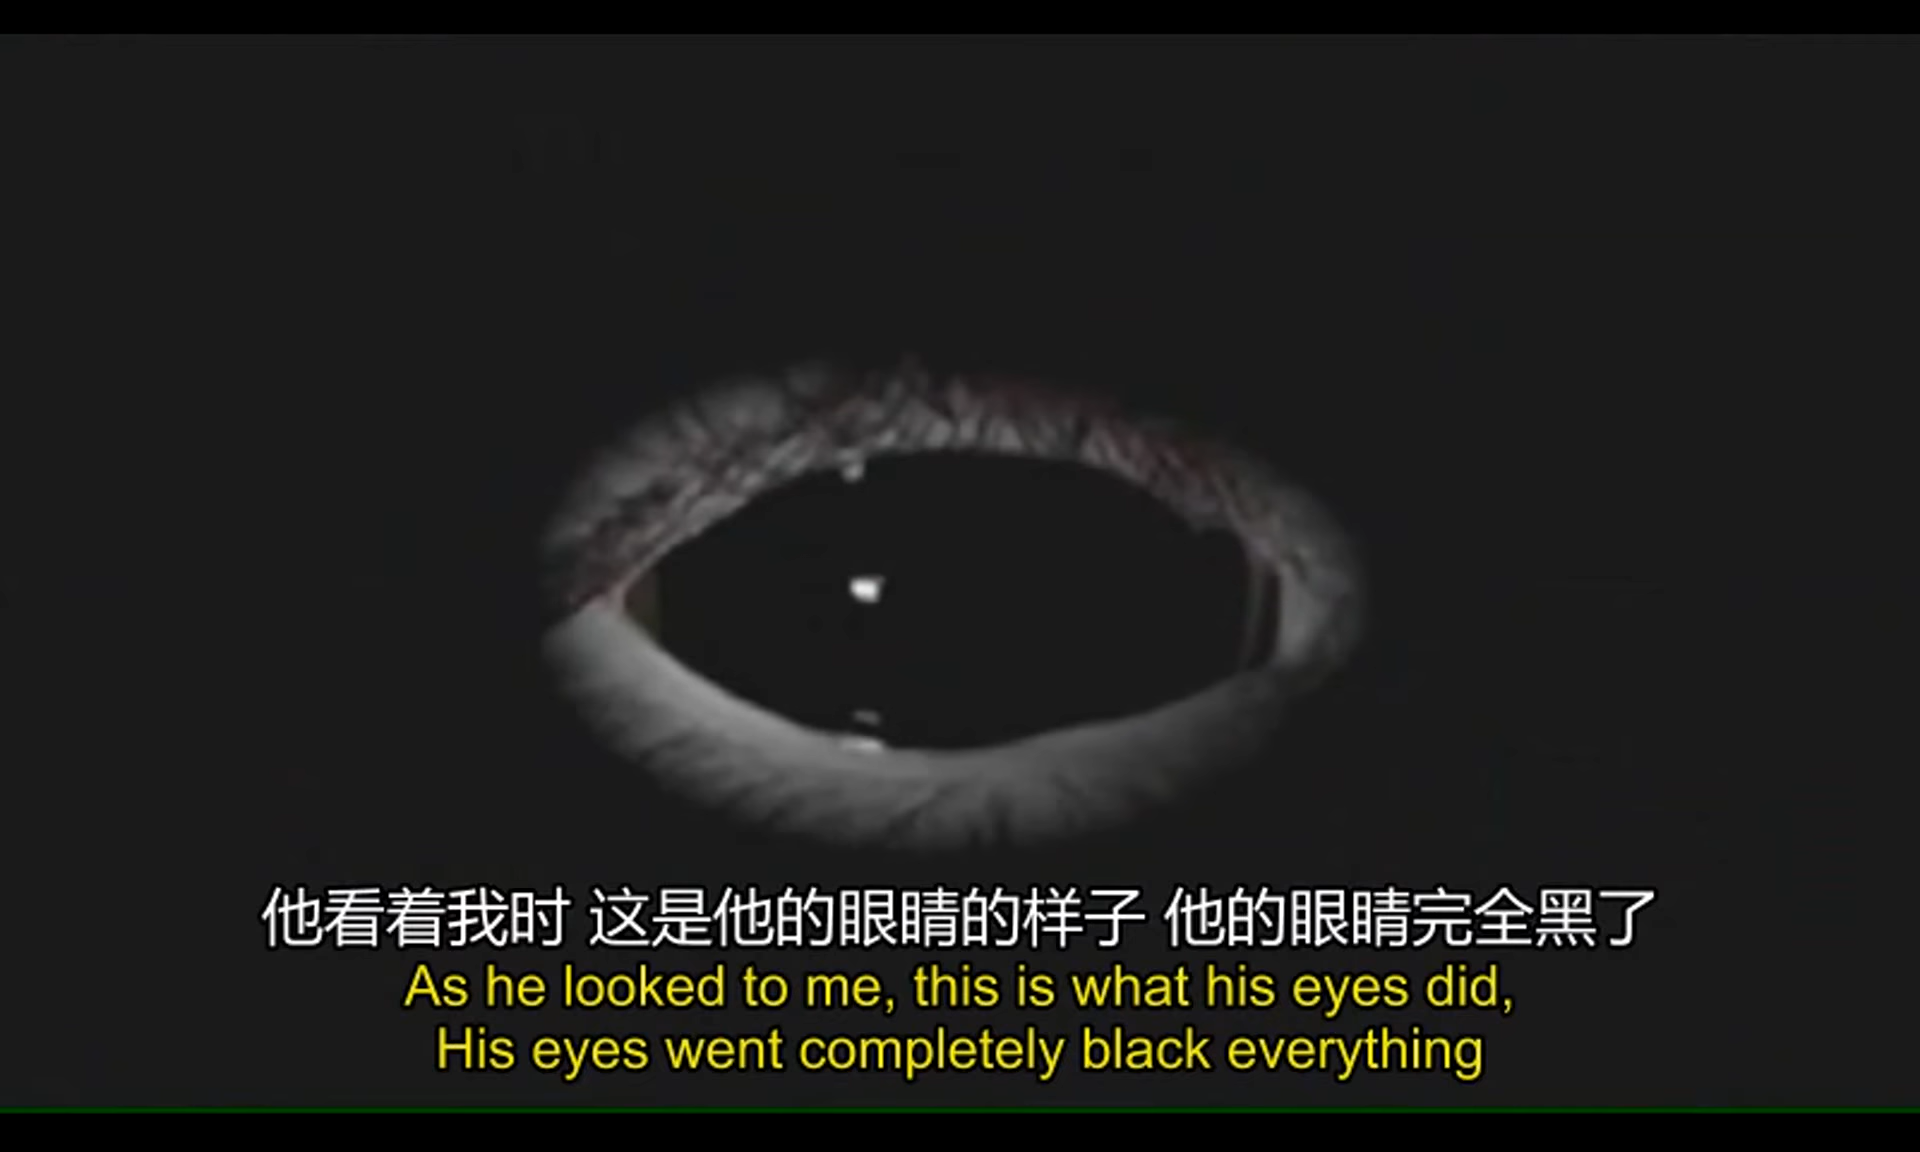 他看着我时 这是他的眼睛的样子 他的眼睛完全黑了
As he looked to me, this is what his eyes did,
His eyes went completely black everything